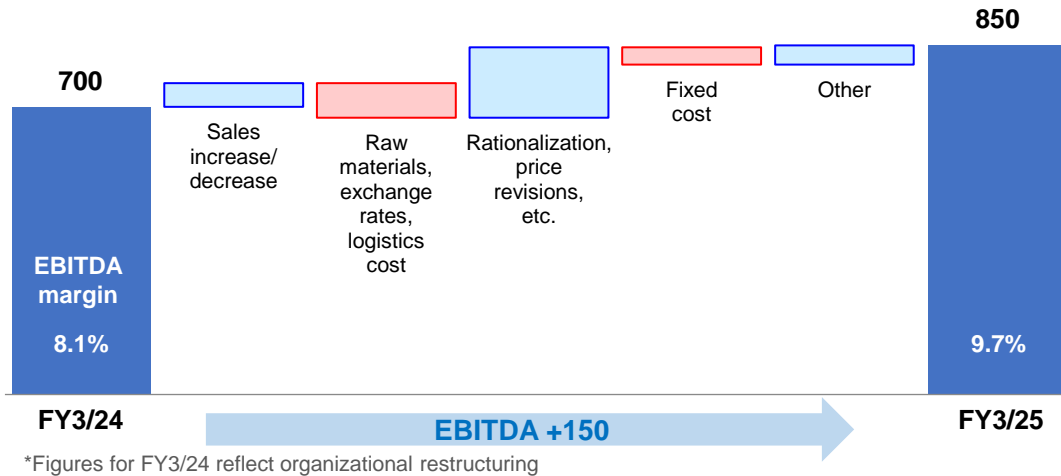 700
850
Sales
increase/
decrease
Raw
materials,
exchange
rates,
logistics
cost
Rationalization,
price
revisions,
etc.
Fixed
cost
Other
EBITDA
margin
8.1%
9.7%
FY3/24
EBITDA +150
FY3/25
*Figures for FY3/24 reflect organizational restructuring